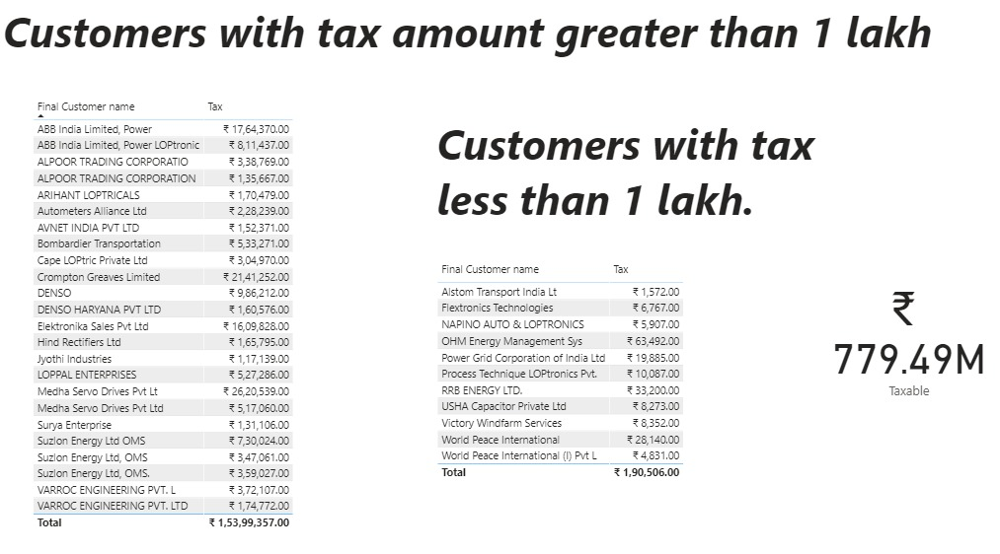 Customers with tax amount greater than 1 lakh
Final Customer name Tax
ABB India Limited, Power ₹ 17,64,370.00
ABB India Limited, Power LOPtronic ₹ 8,11,437.00
ALPOOR TRADING CORPORATIO ₹ 3,38,769.00
ALPOOR TRADING CORPORATION ₹ 1,35,667.00
ARIHANT LOPTRICALS ₹ 1,70,479.00
Autometers Alliance Ltd ₹ 2,28,239.00
AVNET INDIA PVT LTD ₹ 1,52,371.00
Bombardier Transportation ₹ 5,33,271.00
Cape LOPtric Private Ltd ₹ 3,04,970.00
Crompton Greaves Limited ₹ 21,41,252.00
DENSO ₹ 9,86,212.00
DENSO HARYANA PVT LTD ₹ 1,60,576.00
Elektronika Sales Pvt Ltd ₹ 16,09,828.00
Hind Rectifiers Ltd ₹ 1,65,795.00
Jyothi Industries ₹ 1,17,139.00
LOPPAL ENTERPRISES ₹ 5,27,286.00
Medha Servo Drives Pvt Lt ₹ 26,20,539.00
Medha Servo Drives Pvt Ltd ₹ 5,17,060.00
Surya Enterprise ₹ 1,31,106.00
Suzlon Energy Ltd OMS ₹ 7,30,024.00
Suzlon Energy Ltd, OMS ₹ 3,47,061.00
Suzlon Energy Ltd, OMS. ₹ 3,59,027.00
VARROC ENGINEERING PVT. L ₹ 3,72,107.00
VARROC ENGINEERING PVT. LTD ₹ 1,74,772.00
Total ₹ 1,53,99,357.00
Customers with tax
less than 1 lakh.
Final Customer name Tax
Alstom Transport India Lt ₹ 1,572.00
Flextronics Technologies ₹ 6,767.00
NAPINO AUTO & LOPTRONICS ₹ 5,907.00
OHM Energy Management Sys ₹ 63,492.00
Power Grid Corporation of India Ltd ₹ 19,885.00
Process Technique LOPtronics Pvt. ₹ 10,087.00
RRB ENERGY LTD. ₹ 33,200.00
USHA Capacitor Private Ltd ₹ 8,273.00
Victory Windfarm Services ₹ 8,352.00
World Peace International ₹ 28,140.00
World Peace International (I) Pvt L ₹ 4,831.00
Total ₹ 1,90,506.00
₹
779.49M
Taxable